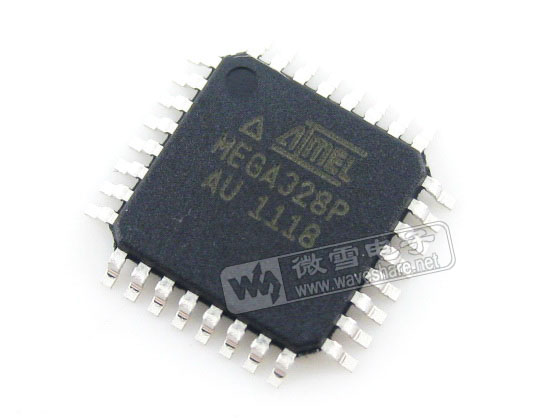 ATMEL
MEGA328P
AU 1118
微雪电子
www.waveshare.net